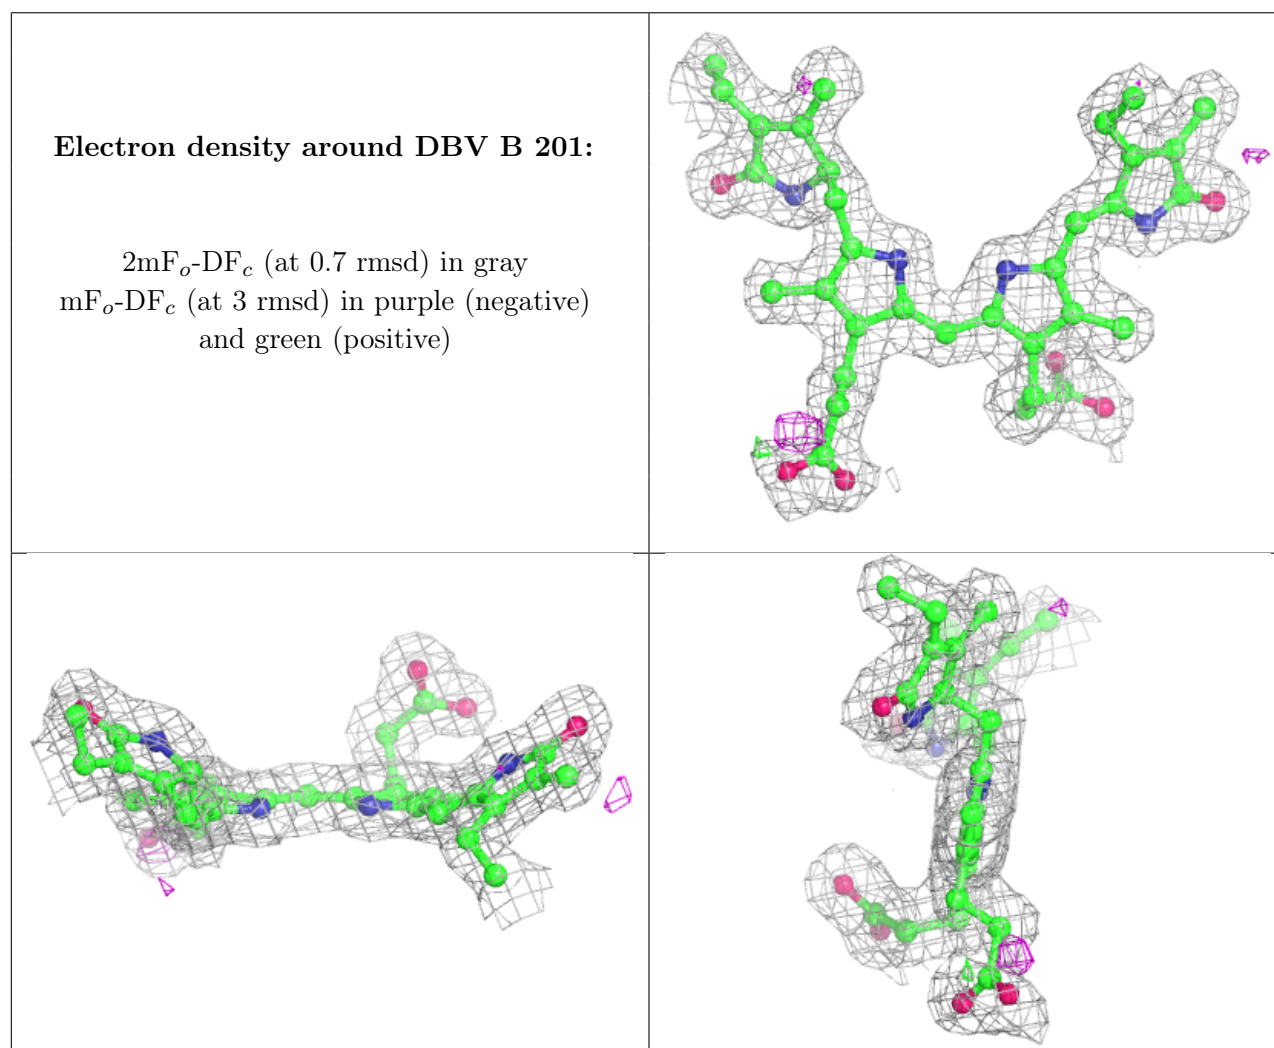 Electron density around DBV B 201:
2mFo-DFc (at 0.7 rmsd) in gray
mFo-DFc (at 3 rmsd) in purple (negative)
and green (positive)